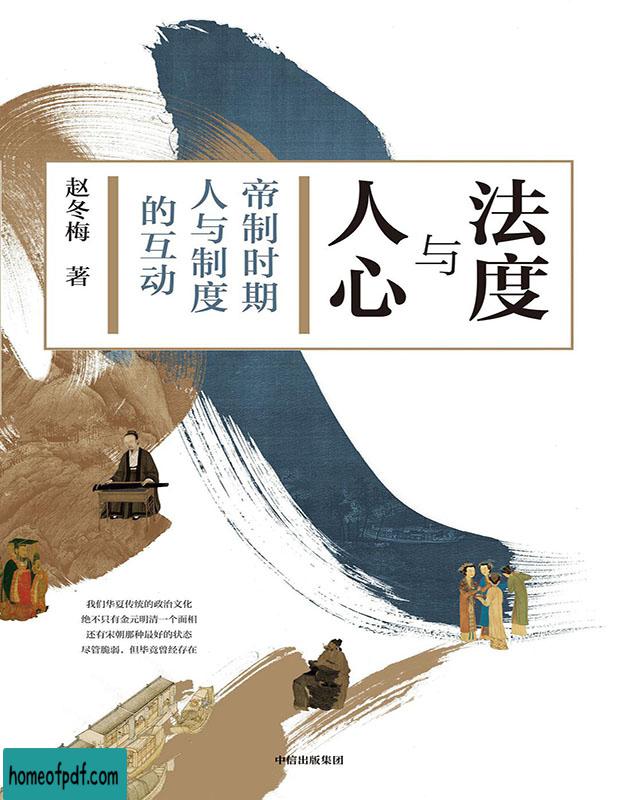 法度
与
人心
帝制时期
人与制度
的互动
赵冬梅 著
我们华夏传统的政治文化
绝不只有金元明清一个面相
还有宋朝那种最好的状态
尽管脆弱，但毕竟曾经存在
中信出版集团
homeofpdf.com